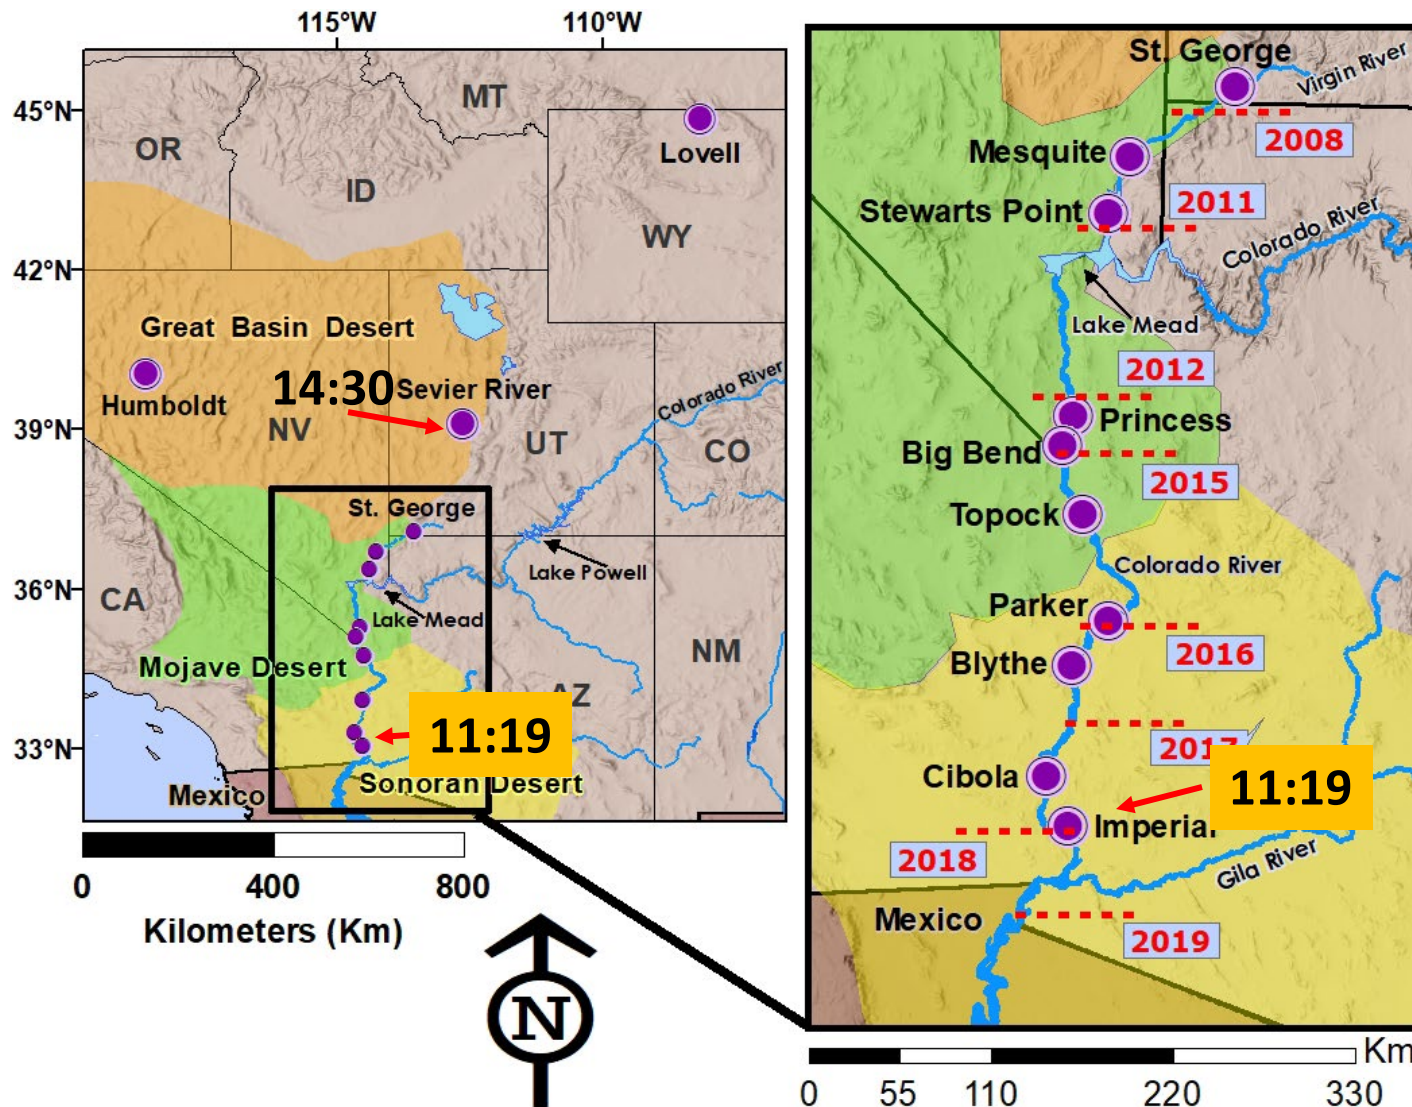 115°W
110°W
45°N
42°N
39°N
36°N
33°N
OR
MT
ID
Lovell
WY
Great Basin Desert
Humboldt
14:30
Sevier River
NV
UT
Colorado River
CO
St. George
Lake Powell
CA
Lake Mead
NM
Mojave Desert
AZ
11:19
Sonoran Desert
Mexico
0
400
800
Kilometers (Km)
N
St. George
Virgin River
2008
Mesquite
Stewarts Point
2011
Colorado River
Lake Mead
2012
Princess
Big Bend
2015
Topock
Colorado River
Parker
2016
Blythe
2017
Cibola
11:19
Imperial
2018
Gila River
Mexico
2019
Km
0
55
110
220
330